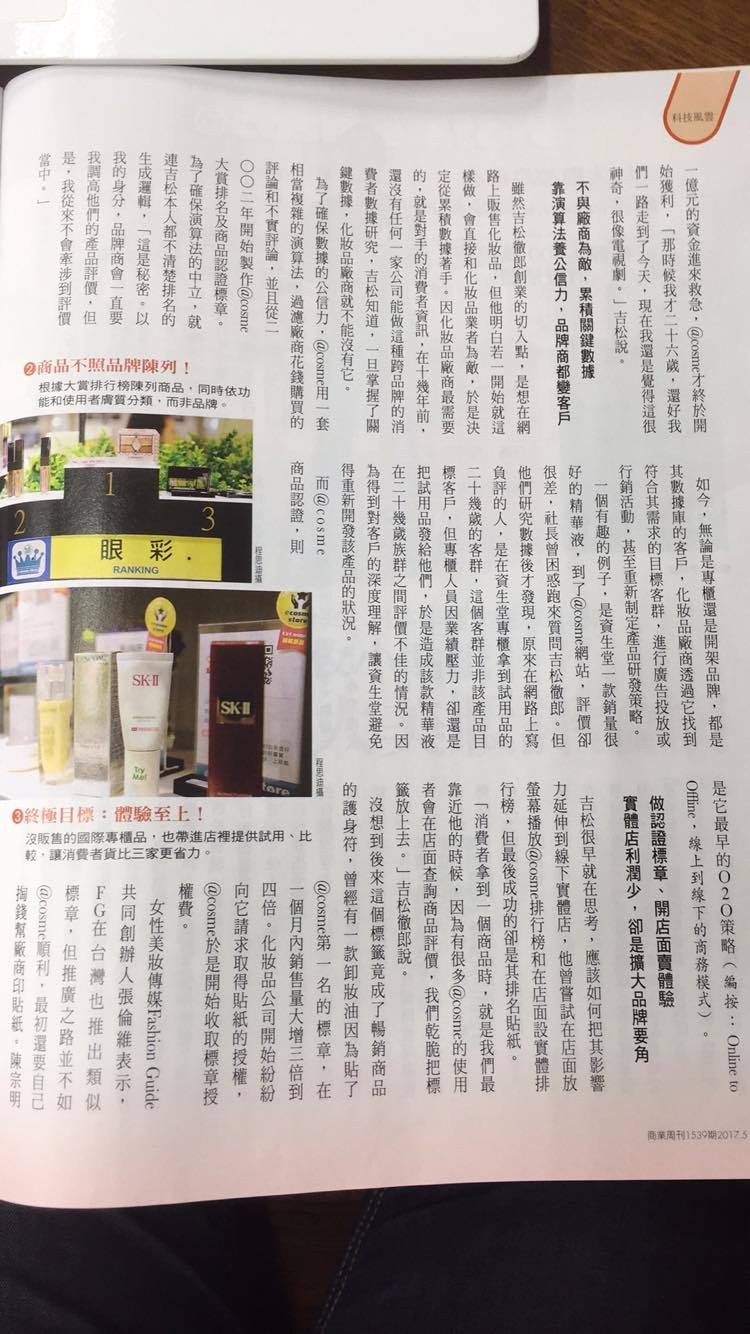 科技風雲
一億元的資金進來救急，@cosme才終於開
始獲利，「那時候我才二十六歲，還好我
們一路走到了今天，現在我還是覺得這很
神奇，很像電視劇。」吉松說。
不與廠商為敵，累積關鍵數據
靠演算法養公信力，品牌商都變客戶
雖然吉松徹郎創業的切入點，是想在網
路上販售化妝品，但他明白若一開始就這
樣做，會直接和化妝品業者為敵，於是決
定從累積數據著手。因化妝品廠商最需要
的，就是對手的消費者資訊，在十幾年前，
還沒有任何一家公司能做這種跨品牌的消
費者數據研究，吉松知道，一旦掌握了關
鍵數據，化妝品廠商就不能沒有它。
為了確保數據的公信力，@cosme用一套
相當複雜的演算法，過濾廠商花錢購買的
評論和不實評論，並且從二
〇〇二年開始製作@cosme
大賞排名及商品認證標章。
為了確保演算法的中立，就
連吉松本人都不清楚排名的
生成邏輯，「這是秘密。以
我的身分，品牌商會一直要
我調高他們的產品評價，但
是，我從來不會牽涉到評價
當中。」
如今，無論是專櫃還是開架品牌，都是
其數據庫的客戶，化妝品廠商透過它找到
符合其需求的目標客群，進行廣告投放或
行銷活動，甚至重新制定產品研發策略。
一個有趣的例子，是資生堂一款銷量很
好的精華液，到了@cosme網站，評價卻
很差，社長曾困惑跑來質問吉松徹郎。但
他們研究數據後才發現，原來在網路上寫
負評的人，是在資生堂專櫃拿到試用品的
二十幾歲的客群，這個客群並非該產品目
標客戶，但專櫃人員因業績壓力，卻還是
把試用品發給他們，於是造成該款精華液
在二十幾歲族群之間評價不佳的情況。因
為得到對客戶的深度理解，讓資生堂避免
得重新開發該產品的狀況。
而@cosme
商品認證，則
是它最早的O2O策略（編按：Online to
Offline，線上到線下的商務模式）。
做認證標章、開店面賣體驗
實體店利潤少，卻是擴大品牌要角
吉松很早就在思考，應該如何把其影響
力延伸到線下實體店，他曾嘗試在店面放
螢幕播放@cosme排行榜和在店面設實體排
行榜，但最後成功的卻是其排名貼紙。
「消費者拿到一個商品時，就是我們最
靠近他的時候，因為有很多@cosme的使用
者會在店面查詢商品評價，我們乾脆把標
籤放上去。」吉松徹郎說。
沒想到後來這個標籤竟成了暢銷商品
的護身符，曾經有一款卸妝油因為貼了
@cosme第一名的標章，在
一個月內銷售量大增三倍到
四倍。化妝品公司開始紛紛
向它請求取得貼紙的授權，
@cosme於是開始收取標章授
權費。
女性美妝傳媒Fashion Guide
共同創辦人張倫維表示，
FG在台灣也推出類似
標章，但推廣之路並不如
@cosme順利，最初還要自己
掏錢幫廠商印貼紙。陳宗明
❷商品不照品牌陳列！
根據大賞排行榜陳列商品，同時依功
能和使用者膚質分類，而非品牌。
1
2
3
眼彩
RANKING
程思迪攝
@cosme
store
SK-II
SK-II
Try
Me!
store
程思迪攝
❸終極目標：體驗至上！
沒販售的國際專櫃品，也帶進店裡提供試用、比
較，讓消費者貨比三家更省力。
商業周刊1539期2017.5